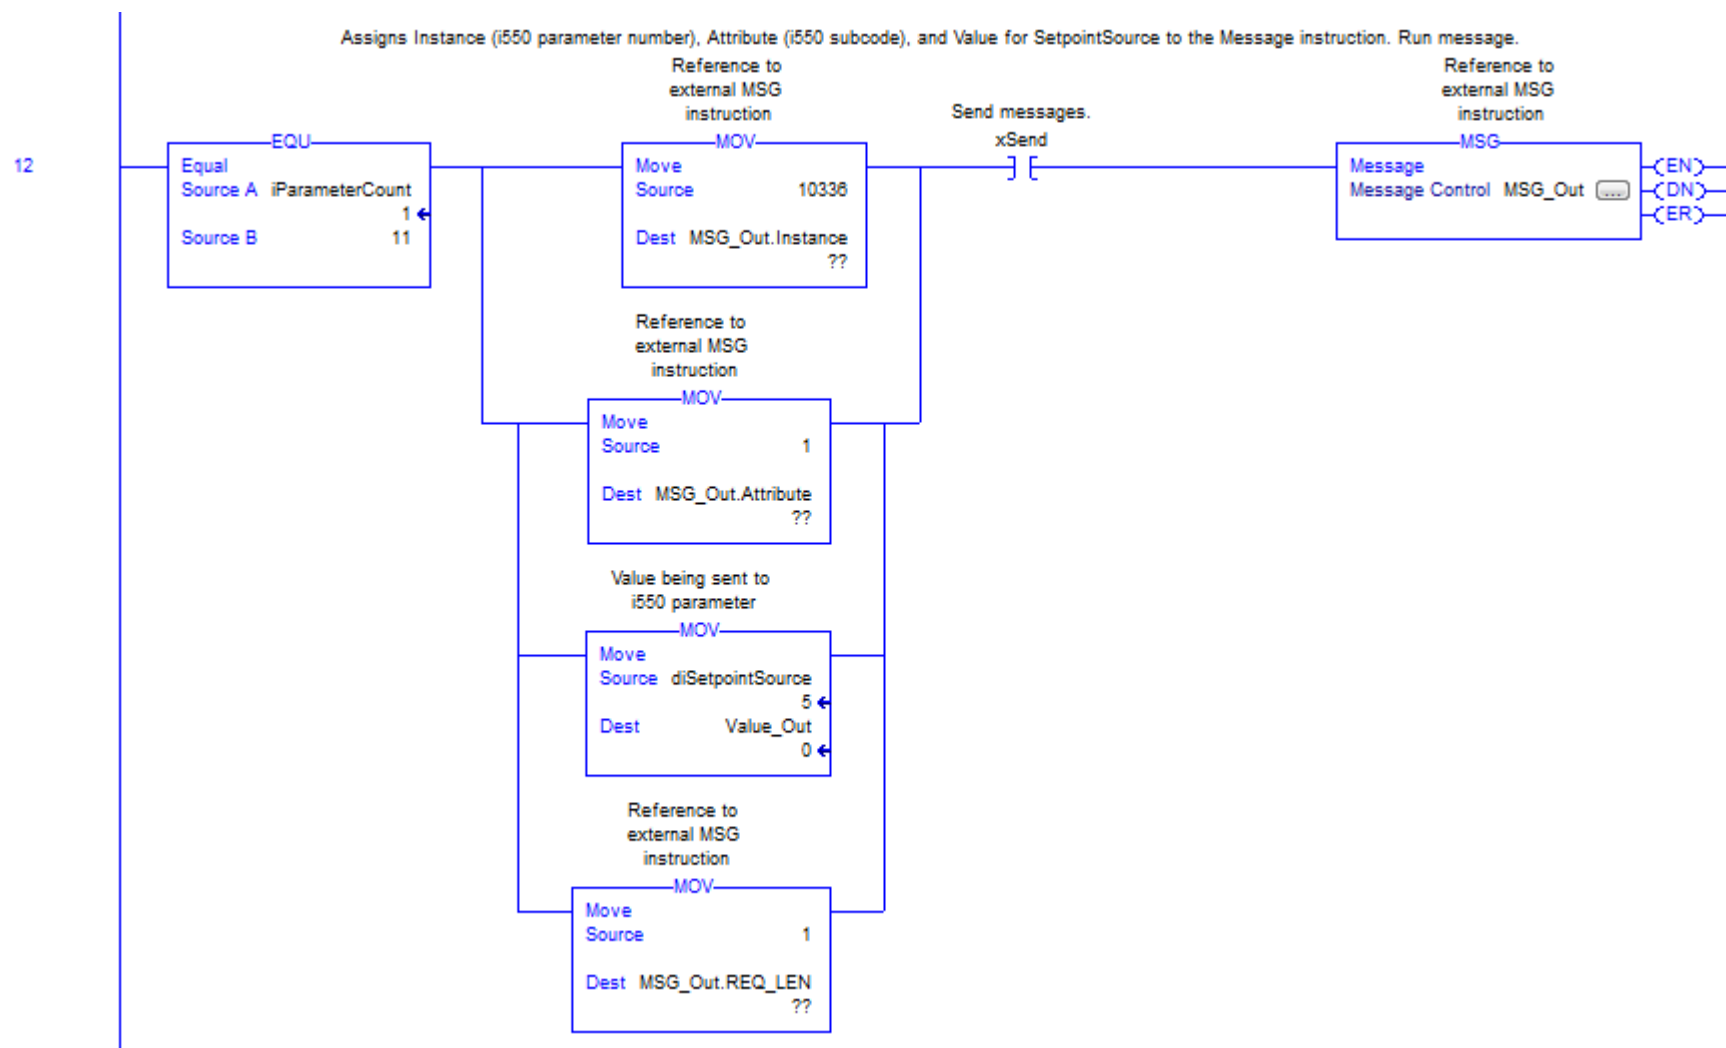 Assigns Instance (i550 parameter number), Attribute (i550 subcode), and Value for SetpointSource to the Message instruction. Run message.
Reference to
external MSG
instruction
Reference to
external MSG
instruction
Send messages.
xSend
12
EQU
Equal
Source A iParameterCount
1
Source B 11
MOV
Move
Source 10336
Dest MSG_Out.Instance
??
MSG
Message
Message Control MSG_Out ...
EN
DN
ER
Reference to
external MSG
instruction
MOV
Move
Source 1
Dest MSG_Out.Attribute
??
Value being sent to
i550 parameter
MOV
Move
Source diSetpointSource
5
Dest Value_Out
0
Reference to
external MSG
instruction
MOV
Move
Source 1
Dest MSG_Out.REQ_LEN
??